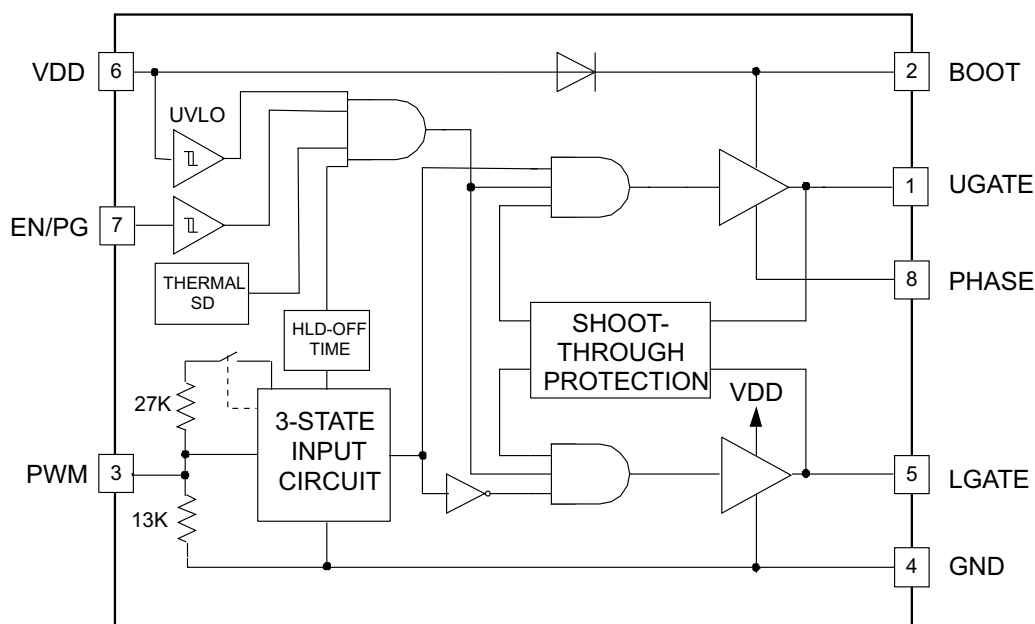 VDD
6
2
BOOT
UVLO
1
UGATE
EN/PG
7
8
PHASE
THERMAL
SD
HLD-OFF
TIME
SHOOT-
THROUGH
PROTECTION
27K
VDD
3-STATE
INPUT
CIRCUIT
PWM
3
5
LGATE
13K
4
GND